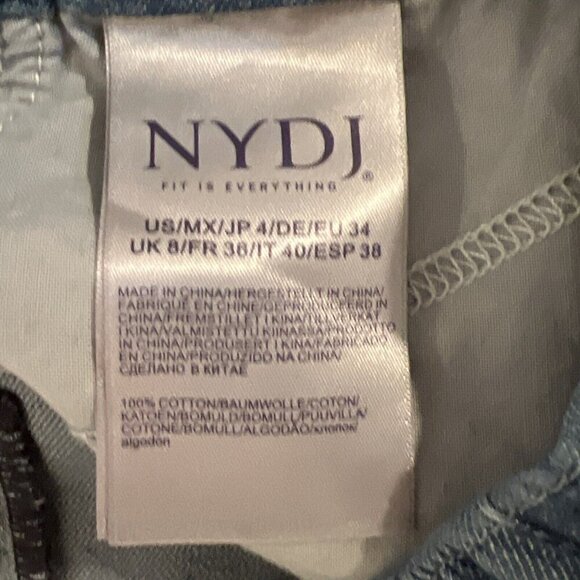 NYDJ®
FIT IS EVERYTHING
US/MX/JP 4/DE/EU 34
UK 8/FR 36/IT 40/ESP 38
MADE IN CHINA/HERGESTELLT IN CHINA/
FABRIQUÉ EN CHINE/GEPRODUCEERD IN
CHINA/FREMSTILLET I KINA/TILLVERKAT
I KINA/VALMISTETTU KIINASSA/PRODOTTO
IN CHINA/PRODUSERT I KINA/FABRICADO
EN CHINA/PRODUZIDO NA CHINA/
СДЕЛАНО В КИТАЕ
100% COTTON/BAUMWOLLE/COTON/
KATOEN/BOMULD/BOMULL/PUUVILLA/
COTONE/BOMULL/ALGODÃO/хлопок/
algodon